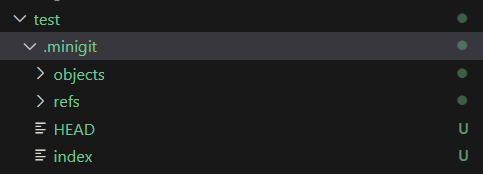 test
.minigit
objects
refs
HEAD U
index U